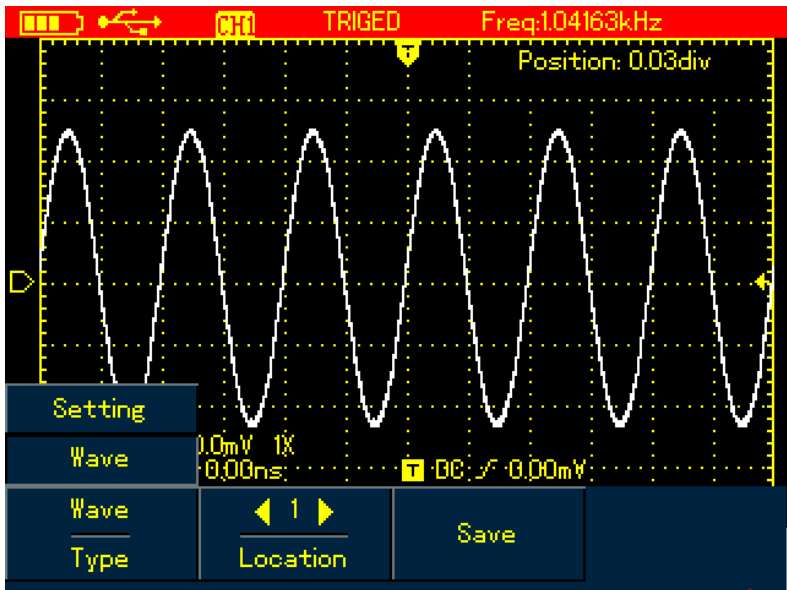 CH1 TRIGED Freq:1.04163kHz
T
Position: 0.03div
Setting
Wave
0.0mV 1X
0.00ns T DC 0.00mV
Wave 1 Save
Type Location